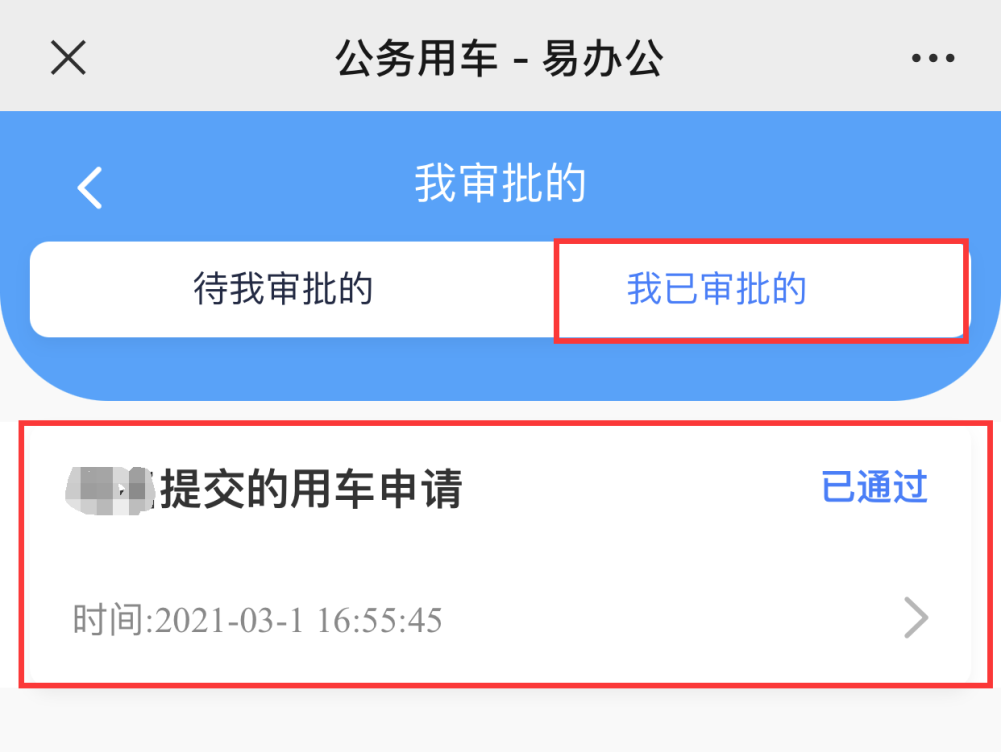 公务用车 - 易办公
我审批的
待我审批的
我已审批的
提交的用车申请
已通过
时间:2021-03-1 16:55:45